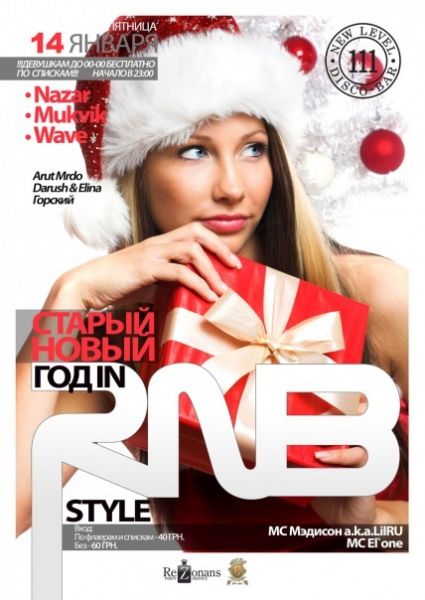 ПЯТНИЦА
14 ЯНВАРЯ
!!!ДЕВУШКАМ ДО 00-00 БЕСПЛАТНО
ПО СПИСКАМ!!! НАЧАЛО В 23:00
• Nazar
• Mukvik
• Wave
Arut Mrdo
Darush & Elina
Горский
NEW LEVEL
111
DISCO-BAR
СТАРЫЙ
НОВЫЙ
ГОД IN
RNB
STYLE
Вход:
По флаерам и спискам - 40 ГРН.
Без - 60 ГРН.
МС Мэдисон a.k.a.LilRU
MC El`one
ReZonans